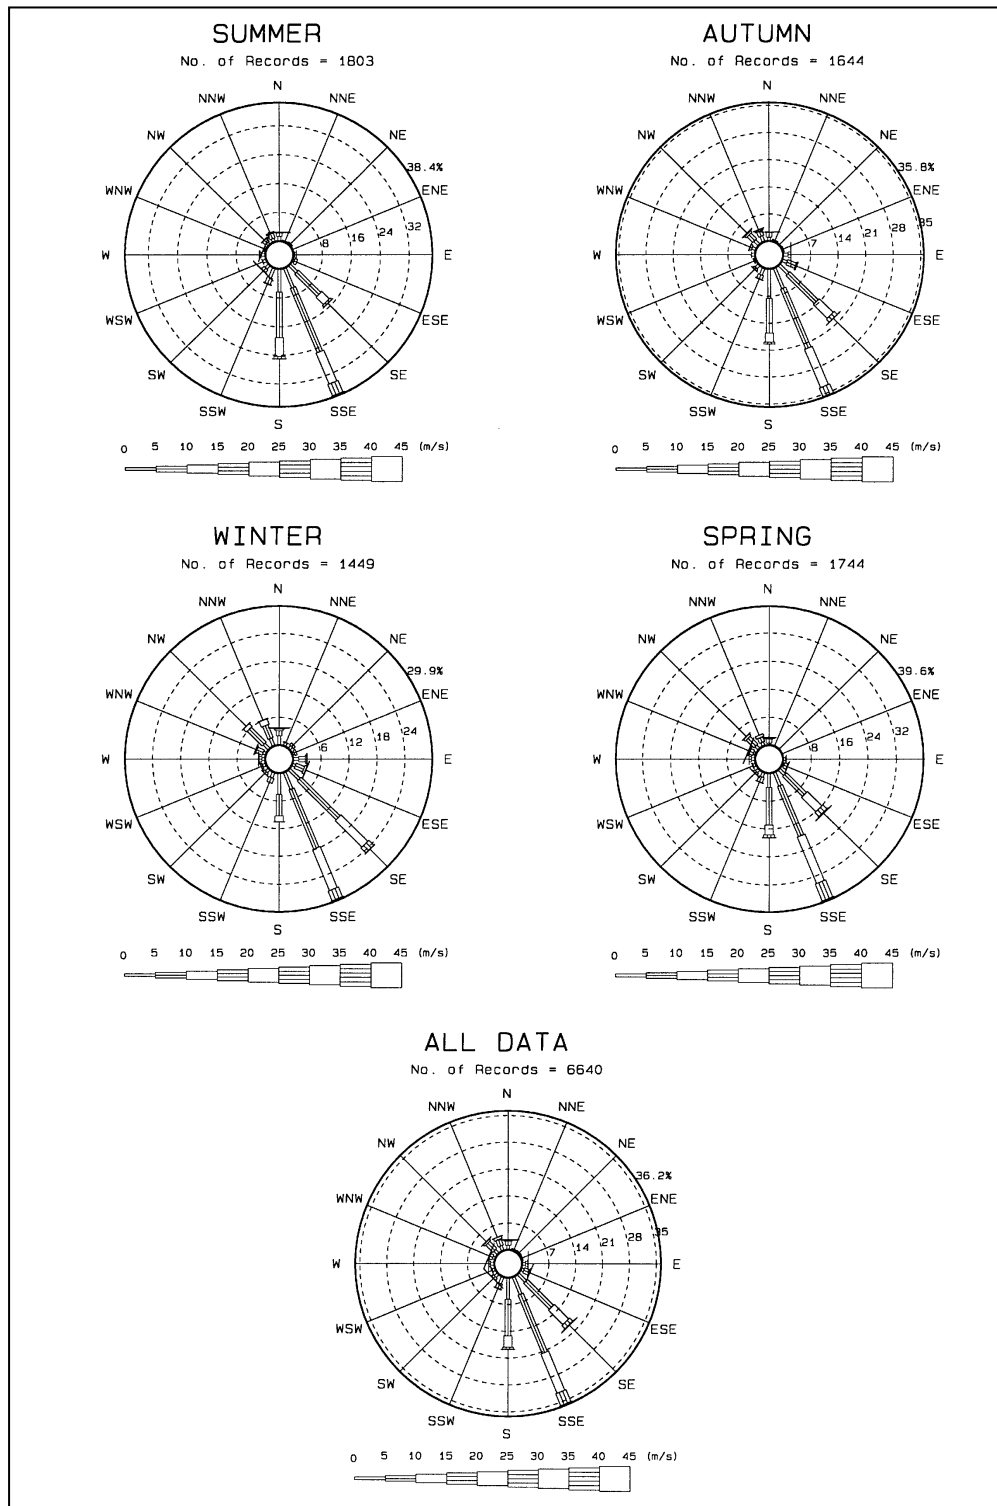 SUMMER
No. of Records = 1803
N
NNW NNE
NW NE
38.4%
WNW ENE
8 16 24 32
W E
WSW ESE
SW SE
SSW SSE
S
0 5 10 15 20 25 30 35 40 45 (m/s)
AUTUMN
No. of Records = 1644
N
NNW NNE
NW NE
35.8%
WNW ENE
7 14 21 28 35
W E
WSW ESE
SW SE
SSW SSE
S
0 5 10 15 20 25 30 35 40 45 (m/s)
WINTER
No. of Records = 1449
N
NNW NNE
NW NE
29.9%
WNW ENE
6 12 18 24
W E
WSW ESE
SW SE
SSW SSE
S
0 5 10 15 20 25 30 35 40 45 (m/s)
SPRING
No. of Records = 1744
N
NNW NNE
NW NE
39.6%
WNW ENE
8 16 24 32
W E
WSW ESE
SW SE
SSW SSE
S
0 5 10 15 20 25 30 35 40 45 (m/s)
ALL DATA
No. of Records = 6640
N
NNW NNE
NW NE
36.2%
WNW ENE
7 14 21 28 35
W E
WSW ESE
SW SE
SSW SSE
S
0 5 10 15 20 25 30 35 40 45 (m/s)